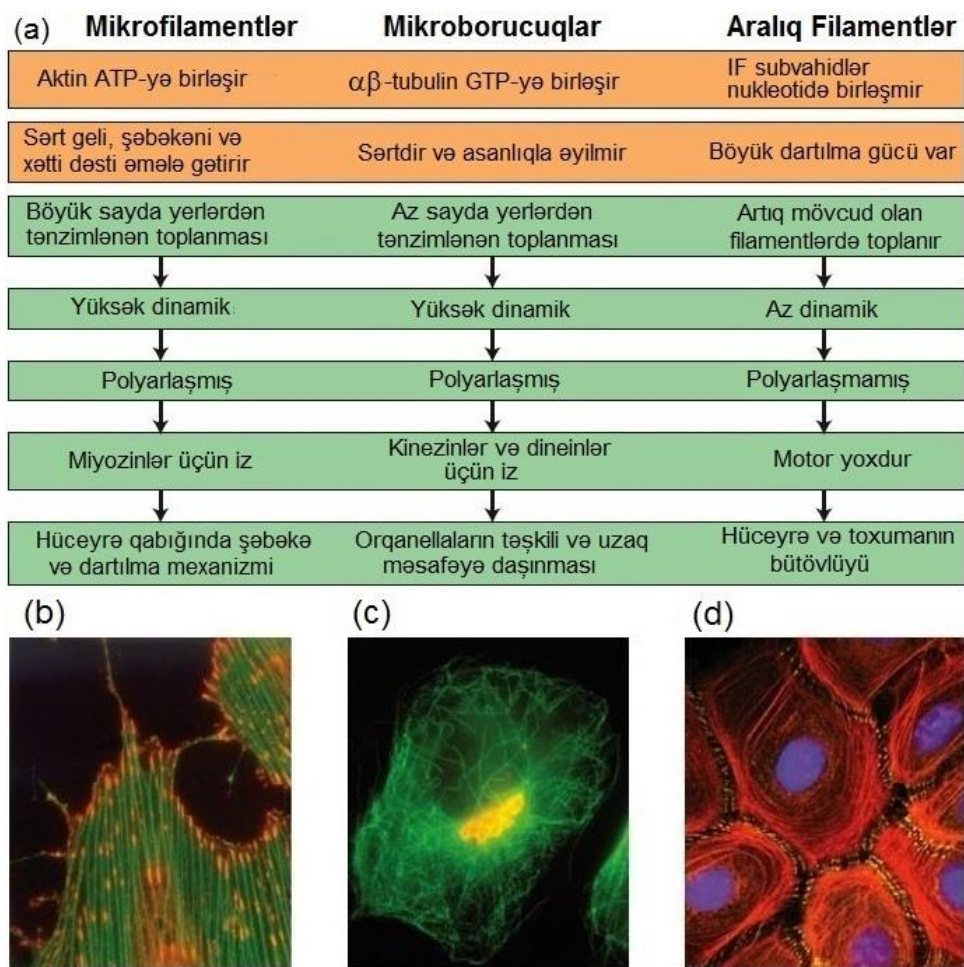 (a) Mikrofilamentlər Mikroborucuqlar Aralıq Filamentlər
Aktin ATP-yə birləşir
αβ-tubulin GTP-yə birləşir
IF subvahidlər
nukleotidə birləşmir
Sərt geli, şəbəkəni və
xətti dəsti əmələ gətirir
Sərtdir və asanlıqla əyilmir
Böyük dartılma gücü var
Böyük sayda yerlərdən
tənzimlənən toplanması
Az sayda yerlərdən
tənzimlənən toplanması
Artıq mövcud olan
filamentlərdə toplanır
Yüksək dinamik
Yüksək dinamik
Az dinamik
Polyarlaşmış
Polyarlaşmış
Polyarlaşmamış
Miyozinlər üçün iz
Kinezinlər və dineinlər
üçün iz
Motor yoxdur
Hüceyrə qabığında şəbəkə
və dartılma mexanizmi
Orqanellaların təşkili və uzaq
məsafəyə daşınması
Hüceyrə və toxumanın
bütövlüyü
(b)
(c)
(d)